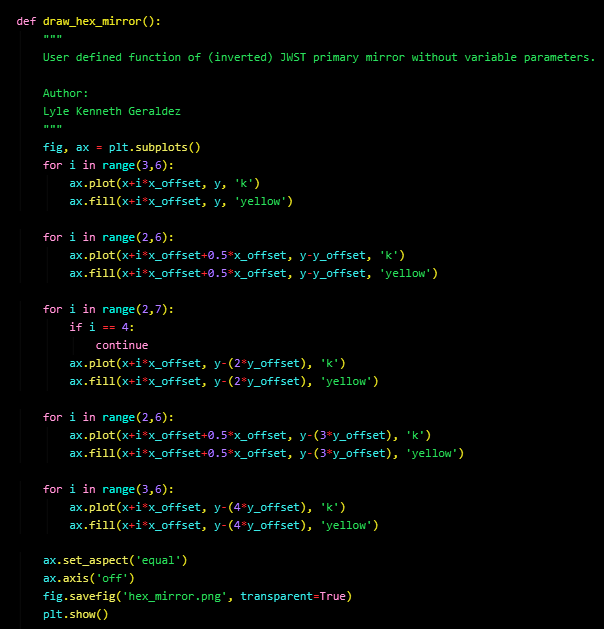 def draw_hex_mirror():
    """
    User defined function of (inverted) JWST primary mirror without variable parameters.

    Author:
    Lyle Kenneth Geraldez
    """
    fig, ax = plt.subplots()
    for i in range(3,6):
        ax.plot(x+i*x_offset, y, 'k')
        ax.fill(x+i*x_offset, y, 'yellow')

    for i in range(2,6):
        ax.plot(x+i*x_offset+0.5*x_offset, y-y_offset, 'k')
        ax.fill(x+i*x_offset+0.5*x_offset, y-y_offset, 'yellow')

    for i in range(2,7):
        if i == 4:
            continue
        ax.plot(x+i*x_offset, y-(2*y_offset), 'k')
        ax.fill(x+i*x_offset, y-(2*y_offset), 'yellow')

    for i in range(2,6):
        ax.plot(x+i*x_offset+0.5*x_offset, y-(3*y_offset), 'k')
        ax.fill(x+i*x_offset+0.5*x_offset, y-(3*y_offset), 'yellow')

    for i in range(3,6):
        ax.plot(x+i*x_offset, y-(4*y_offset), 'k')
        ax.fill(x+i*x_offset, y-(4*y_offset), 'yellow')

    ax.set_aspect('equal')
    ax.axis('off')
    fig.savefig('hex_mirror.png', transparent=True)
    plt.show()